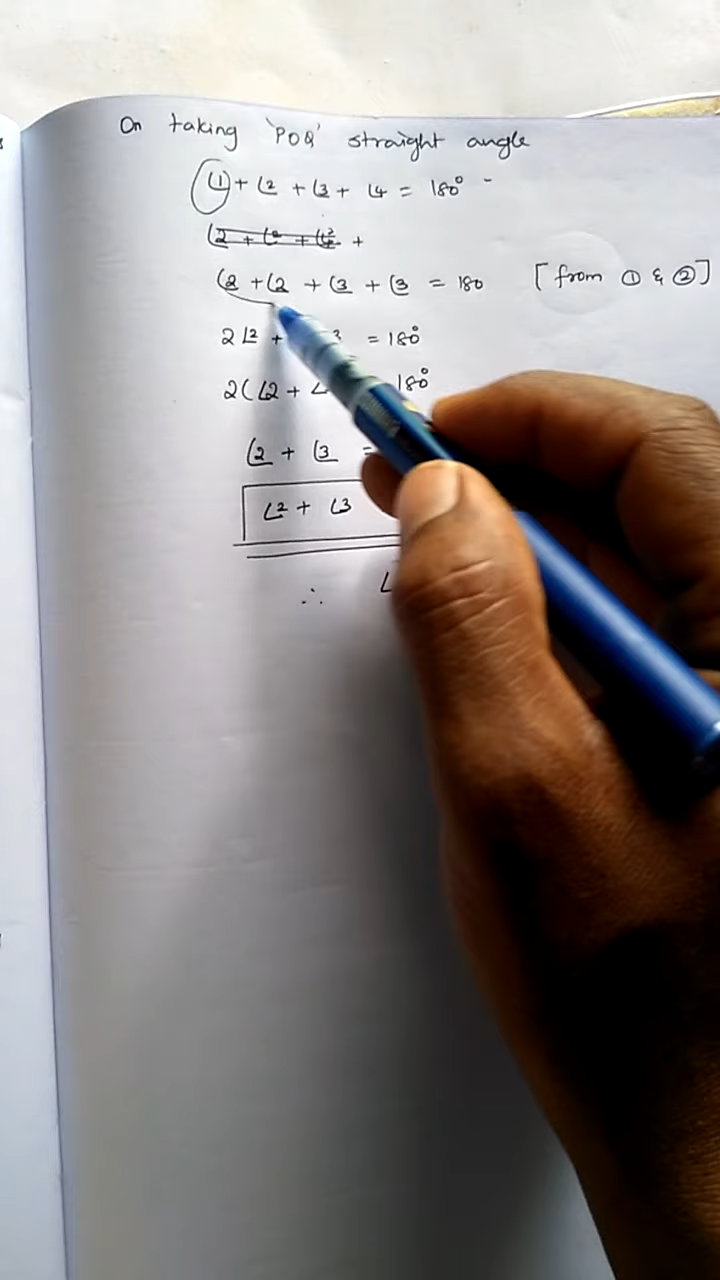 On taking 'POQ' straight angle
∠1 + ∠2 + ∠3 + ∠4 = 180°
∠2 + ∠2 + ∠3 + ∠3 = 180 [from ① & ②]
2∠2 + 3 = 180°
2(∠2 + ∠ 180°
∠2 + ∠3 =
∠2 + ∠3
∴ ∠